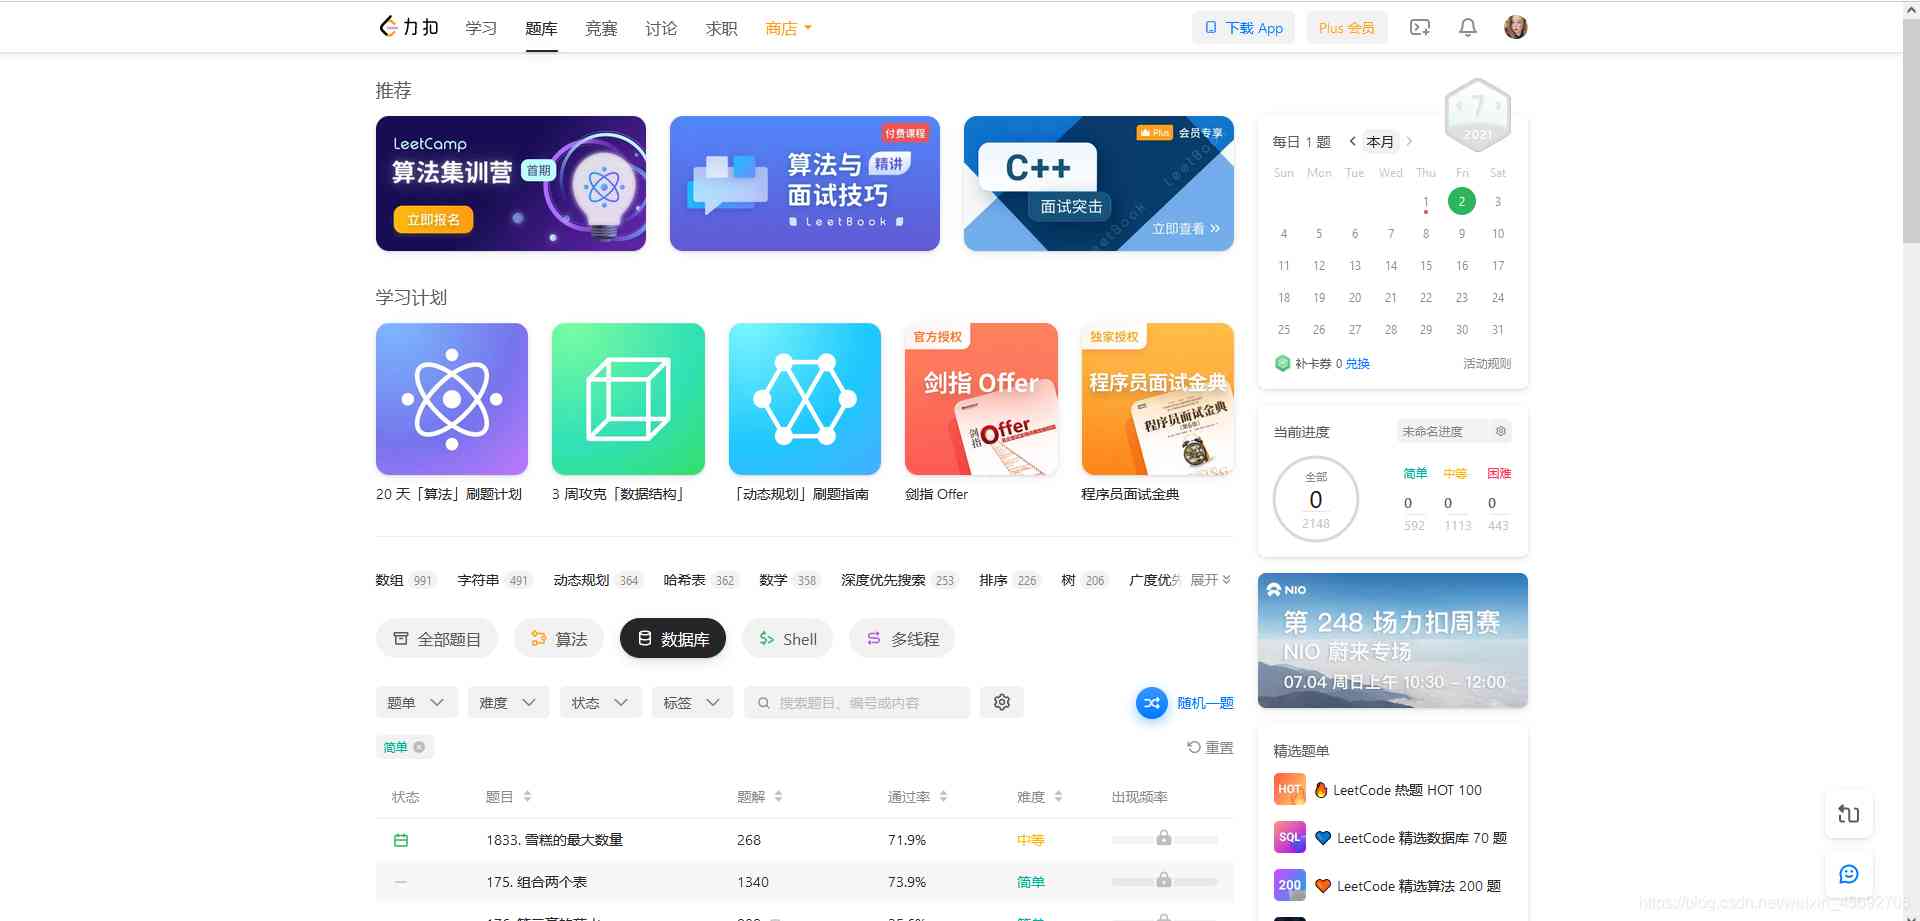 力扣 学习 题库 竞赛 讨论 求职 商店 下载 App Plus 会员
推荐
LeetCamp
算法集训营 首期
立即报名
付费课程
算法与 精讲
面试技巧
LeetBook
Plus 会员专享
C++
面试突击
LeetBook
立即查看 »
学习计划
官方授权
剑指 Offer
剑指 Offer
独家授权
程序员面试金典
程序员面试金典
20 天「算法」刷题计划
3 周攻克「数据结构」
「动态规划」刷题指南
剑指 Offer
程序员面试金典
数组 991 字符串 491 动态规划 364 哈希表 362 数学 358 深度优先搜索 253 排序 226 树 206 广度优先 展开
全部题目 算法 数据库 Shell 多线程
题单 难度 状态 标签 搜索题目、编号或内容 随机一题
简单 重置
状态 题目 题解 通过率 难度 出现频率
1833. 雪糕的最大数量 268 71.9% 中等
175. 组合两个表 1340 73.9% 简单
7
2021
每日 1 题 < 本月 >
Sun Mon Tue Wed Thu Fri Sat
1 2 3
4 5 6 7 8 9 10
11 12 13 14 15 16 17
18 19 20 21 22 23 24
25 26 27 28 29 30 31
补卡券 0 兑换 活动规则
当前进度 未命名进度
全部
0
2148
简单 中等 困难
0 0 0
592 1113 443
NIO
第 248 场力扣周赛
NIO 蔚来专场
07.04 周日上午 10:30 – 12:00
精选题单
HOT LeetCode 热题 HOT 100
SQL LeetCode 精选数据库 70 题
200 LeetCode 精选算法 200 题